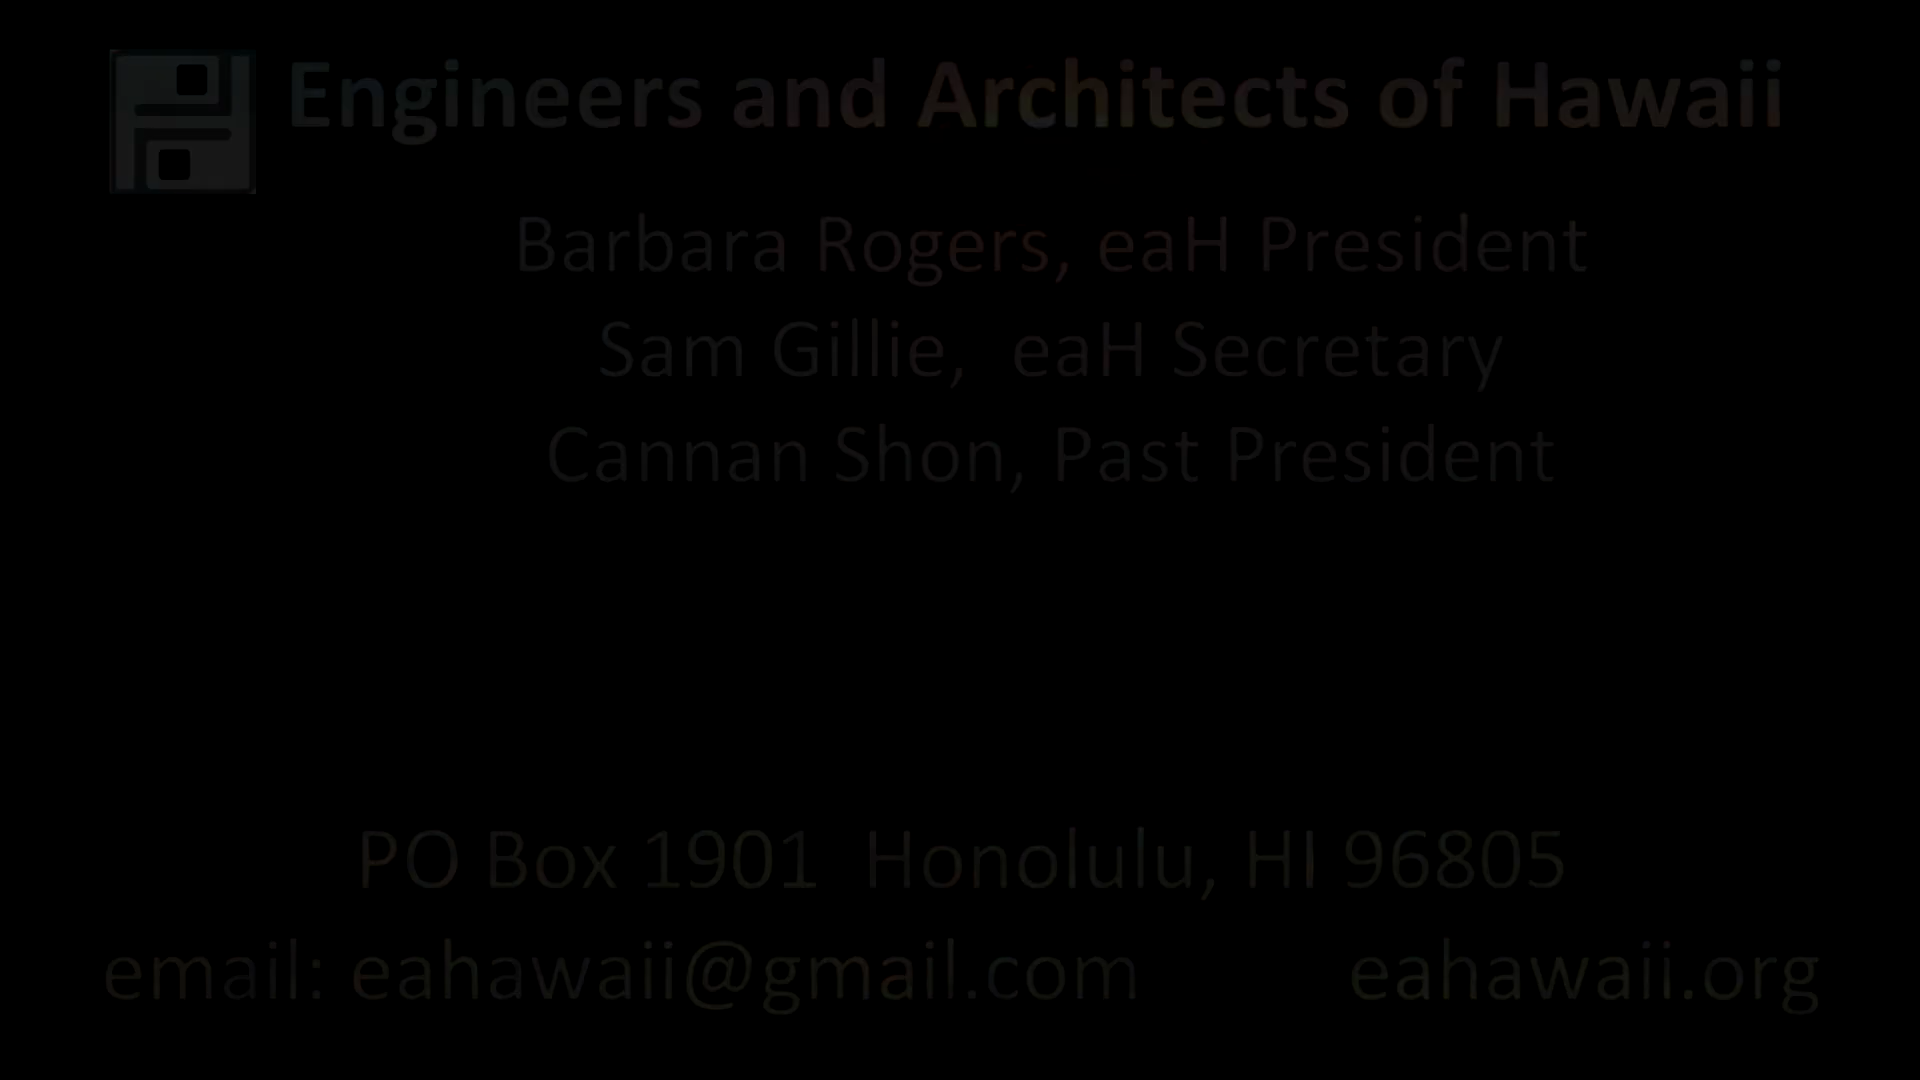 Engineers and Architects of Hawaii
Barbara Rogers, eaH President
Sam Gillie, eaH Secretary
Cannan Shon, Past President
PO Box 1901 Honolulu, HI 96805
email: eahawaii@gmail.com eahawaii.org